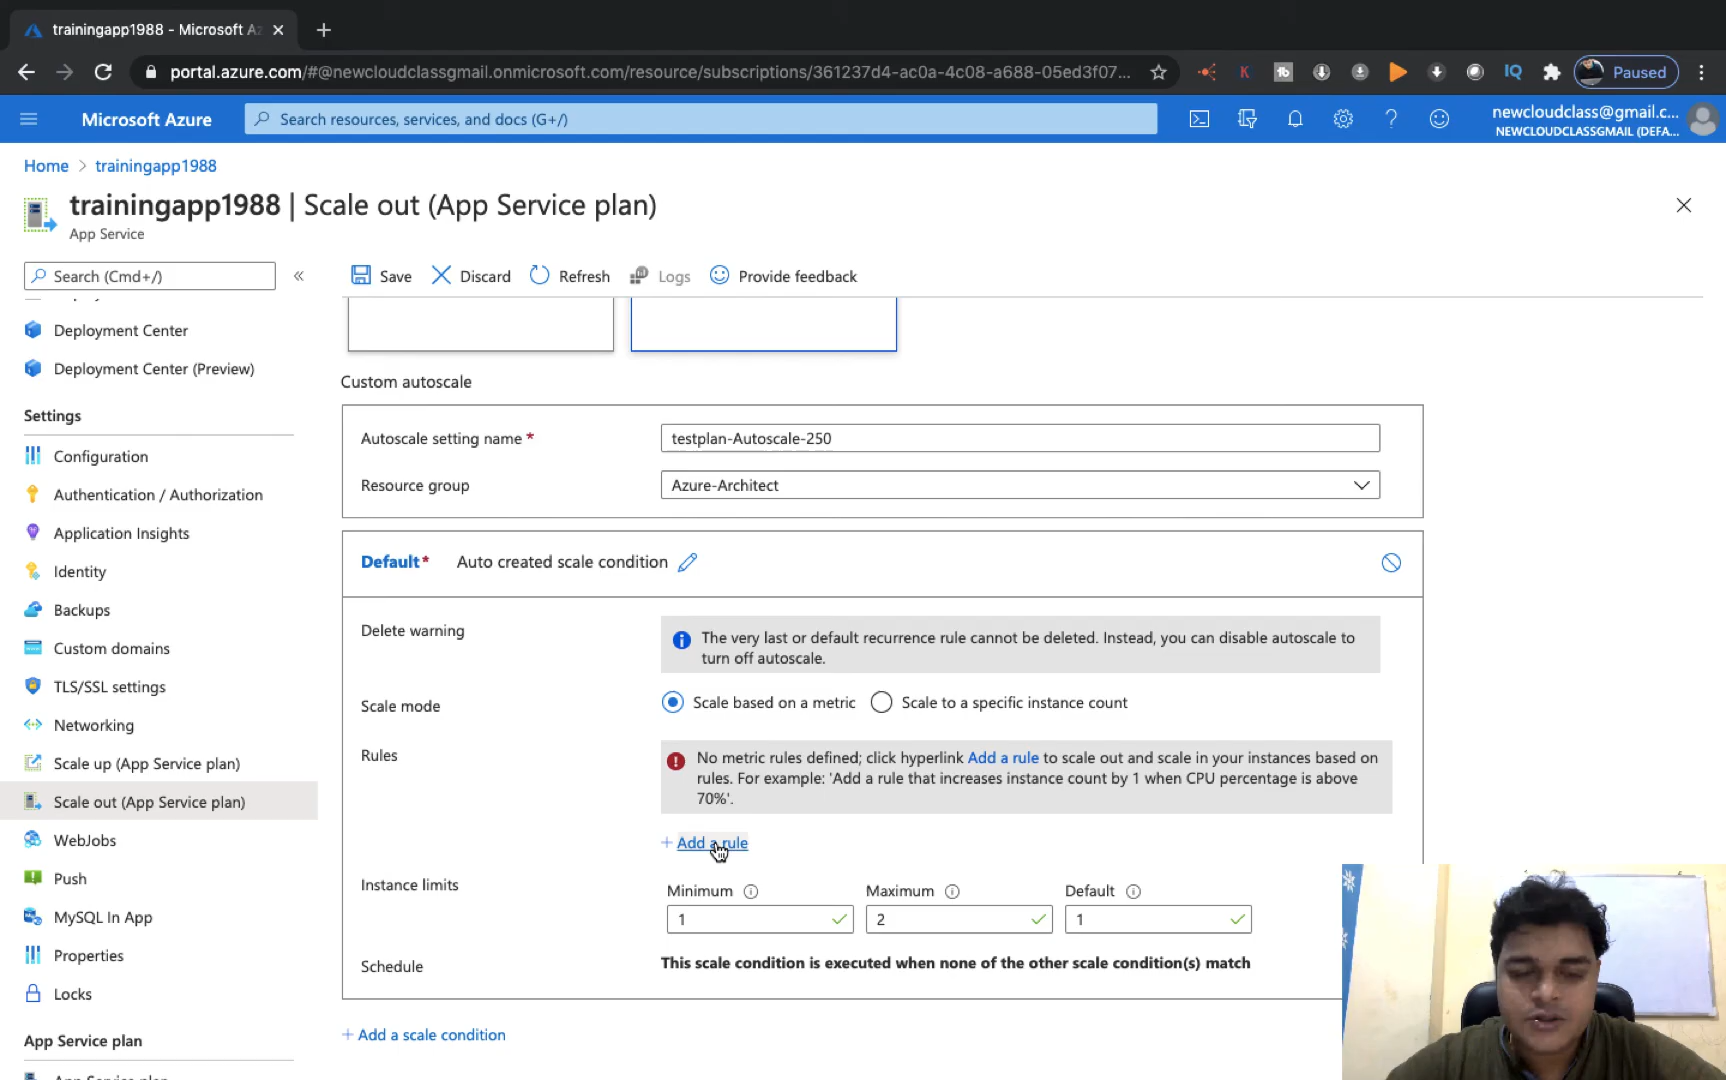 trainingapp1988 - Microsoft Az
portal.azure.com/#@newcloudclassgmail.onmicrosoft.com/resource/subscriptions/361237d4-ac0a-4c08-a688-05ed3f07...
K
tb
IQ
Paused
Microsoft Azure
Search resources, services, and docs (G+/)
newcloudclass@gmail.c...
NEWCLOUDCLASSGMAIL (DEFA...
Home > trainingapp1988
trainingapp1988 | Scale out (App Service plan)
App Service
Search (Cmd+/)
«
Save
Discard
Refresh
Logs
Provide feedback
Deployment Center
Deployment Center (Preview)
Settings
Configuration
Authentication / Authorization
Application Insights
Identity
Backups
Custom domains
TLS/SSL settings
Networking
Scale up (App Service plan)
Scale out (App Service plan)
WebJobs
Push
MySQL In App
Properties
Locks
App Service plan
App Service plan
Custom autoscale
Autoscale setting name *
testplan-Autoscale-250
Resource group
Azure-Architect
Default* Auto created scale condition
Delete warning
The very last or default recurrence rule cannot be deleted. Instead, you can disable autoscale to
turn off autoscale.
Scale mode
Scale based on a metric
Scale to a specific instance count
Rules
No metric rules defined; click hyperlink Add a rule to scale out and scale in your instances based on
rules. For example: 'Add a rule that increases instance count by 1 when CPU percentage is above
70%'.
+ Add a rule
Instance limits
Minimum
Maximum
Default
1
2
1
Schedule
This scale condition is executed when none of the other scale condition(s) match
+ Add a scale condition